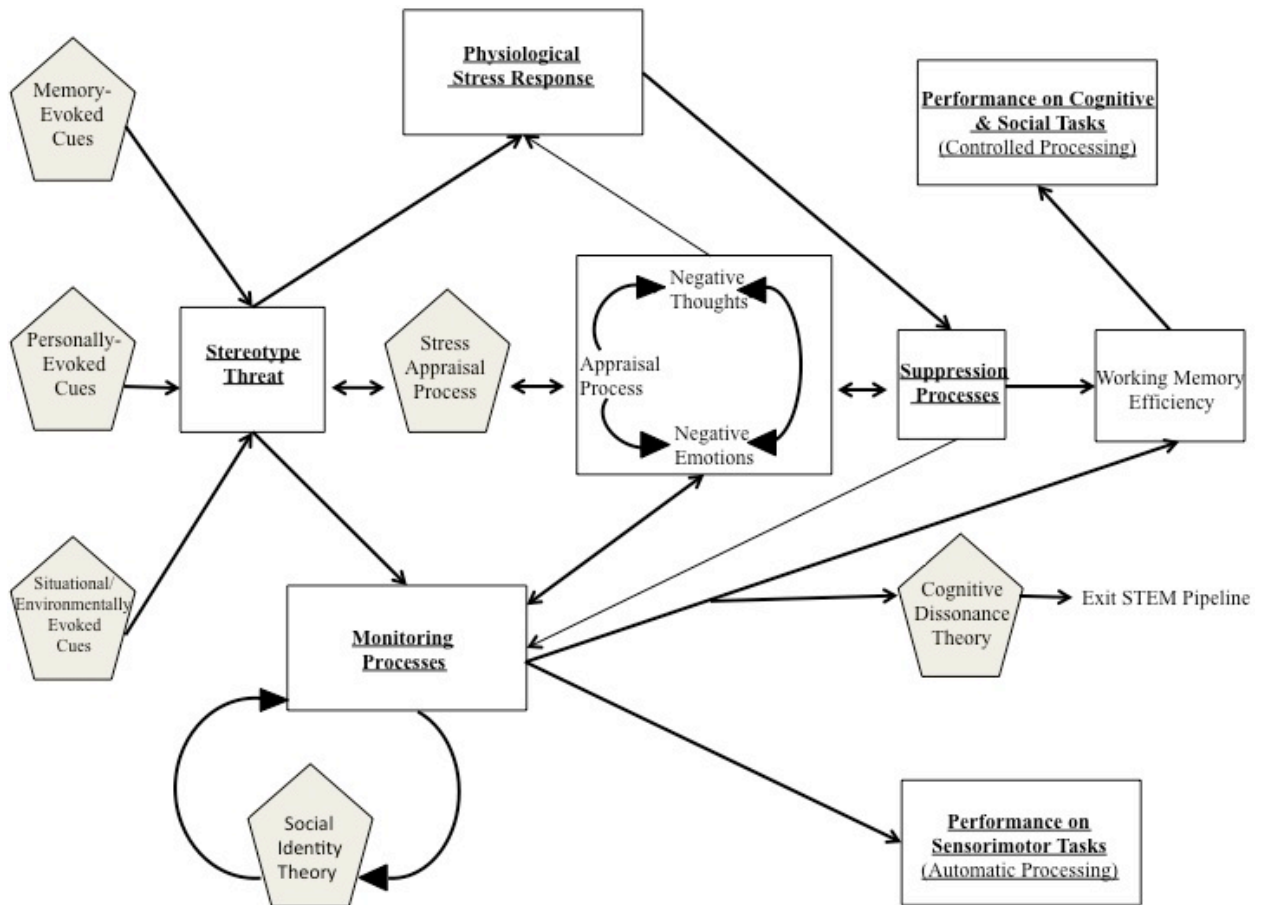 Physiological
Stress Response
Memory-
Evoked
Cues
Performance on Cognitive
& Social Tasks
(Controlled Processing)
Negative
Thoughts
Personally-
Evoked
Cues
Stereotype
Threat
Stress
Appraisal
Process
Appraisal
Process
Suppression
Processes
Working Memory
Efficiency
Negative
Emotions
Situational/
Environmentally
Evoked
Cues
Monitoring
Processes
Cognitive
Dissonance
Theory
Exit STEM Pipeline
Social
Identity
Theory
Performance on
Sensorimotor Tasks
(Automatic Processing)